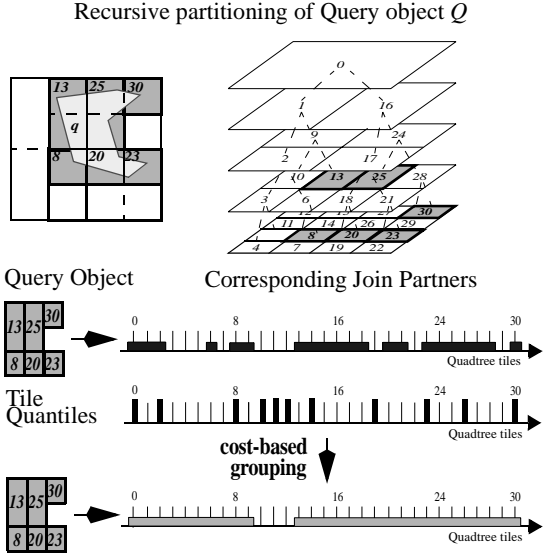 Recursive partitioning of Query object Q
13 25 30
q
8 20 23
0
1 16
9 24
2 17
10 13 25 28
3 6 18 21 30
11 14 26 29
8 20 23
4 7 19 22
Query Object
Corresponding Join Partners
13 25 30
8 20 23
0 8 16 24 30
Quadtree tiles
Tile
Quantiles
0 8 16 24 30
Quadtree tiles
cost-based
grouping
13 25 30
8 20 23
0 8 16 24 30
Quadtree tiles